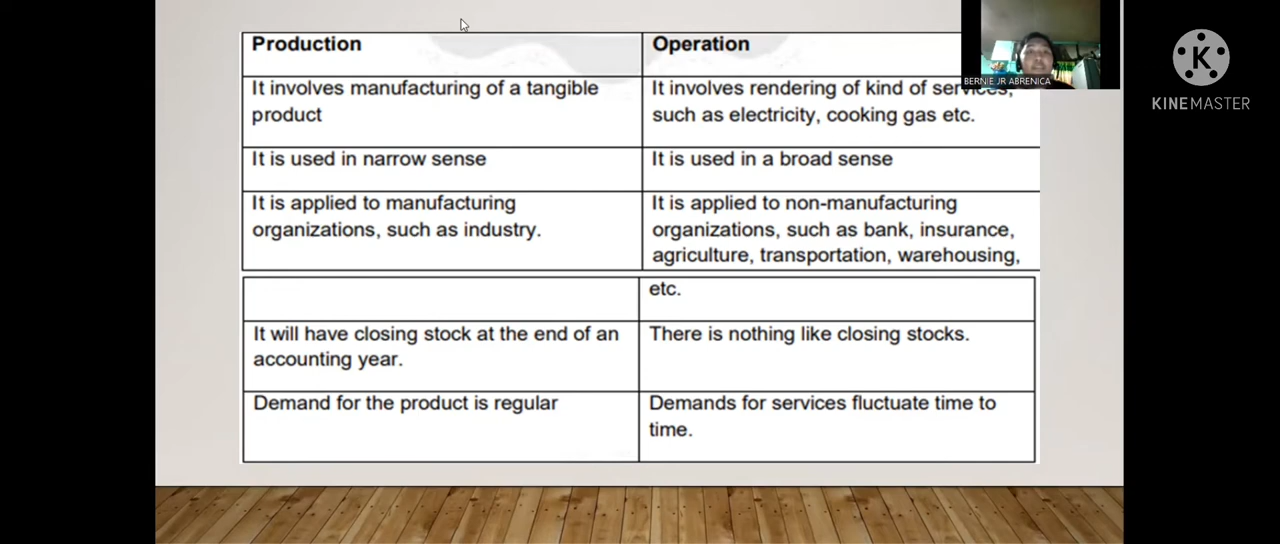 Production
Operation
It involves manufacturing of a tangible
product
It involves rendering of kind of services,
such as electricity, cooking gas etc.
It is used in narrow sense
It is used in a broad sense
It is applied to manufacturing
organizations, such as industry.
It is applied to non-manufacturing
organizations, such as bank, insurance,
agriculture, transportation, warehousing,
etc.
It will have closing stock at the end of an
accounting year.
There is nothing like closing stocks.
Demand for the product is regular
Demands for services fluctuate time to
time.
BERNIE JR ABRENICA
K
KINEMASTER